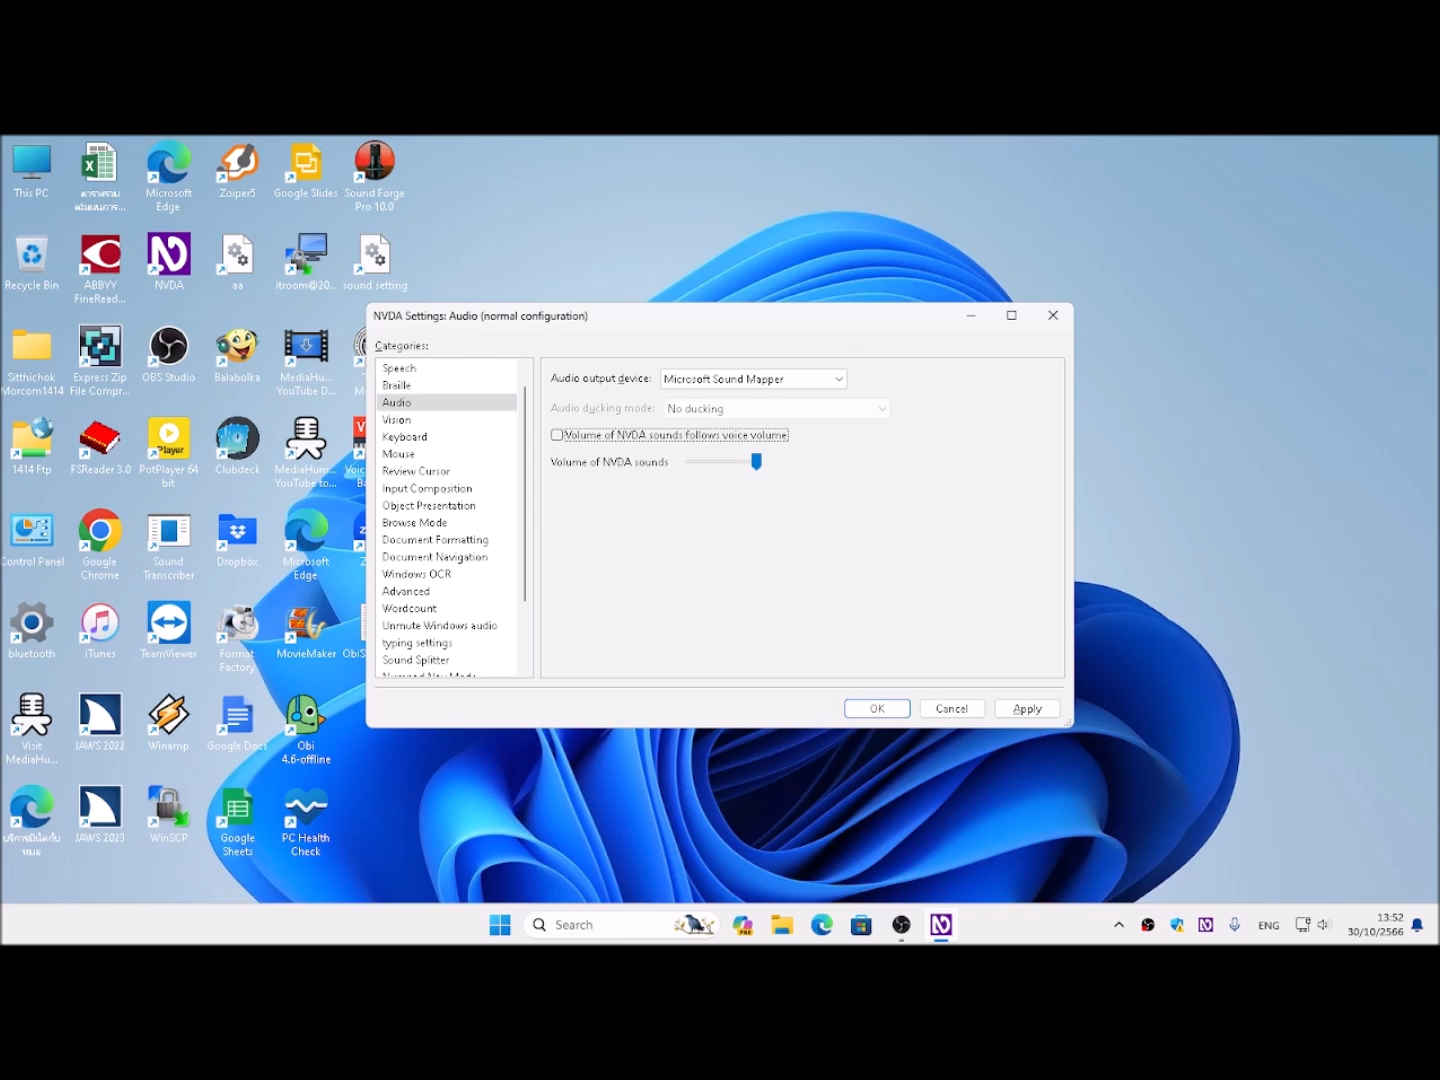 This PC
Microsoft
Edge
Zoiper5
Google Slides
Sound Forge
Pro 10.0
Recycle Bin
ABBYY
FineRead...
NVDA
aa
itroom@20...
sound setting
Sitthichok
Morcom1414
Express Zip
File Compr...
OBS Studio
Balabolka
MediaHu...
YouTube D...
1414 Ftp
FSReader 3.0
PotPlayer 64
bit
Clubdeck
MediaHum...
YouTube to...
Control Panel
Google
Chrome
Sound
Transcriber
Dropbox
Microsoft
Edge
bluetooth
iTunes
TeamViewer
Format
Factory
MovieMaker
Visit
MediaHu...
JAWS 2022
Winamp
Google Docs
Obi
4.6-offline
JAWS 2023
WinSCP
Google
Sheets
PC Health
Check
NVDA Settings: Audio (normal configuration)
Categories:
Speech
Braille
Audio
Vision
Keyboard
Mouse
Review Cursor
Input Composition
Object Presentation
Browse Mode
Document Formatting
Document Navigation
Windows OCR
Advanced
Wordcount
Unmute Windows audio
typing settings
Sound Splitter
Audio output device: Microsoft Sound Mapper
Audio ducking mode: No ducking
Volume of NVDA sounds follows voice volume
Volume of NVDA sounds
OK Cancel Apply
Search
ENG
13:52
30/10/2566